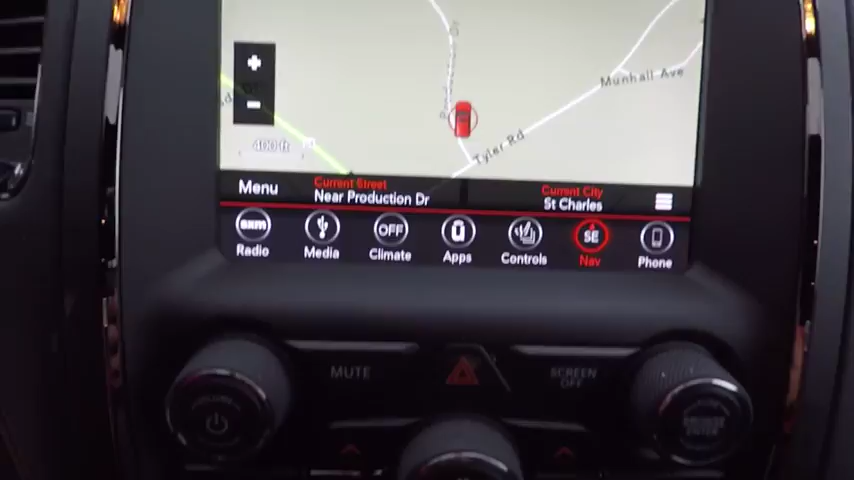 Munhall Ave
Tyler Rd
400 ft
Menu
Current Street
Near Production Dr
Current City
St Charles
sxm
OFF
SE
Radio
Media
Climate
Apps
Controls
Nav
Phone
MUTE
SCREEN
OFF